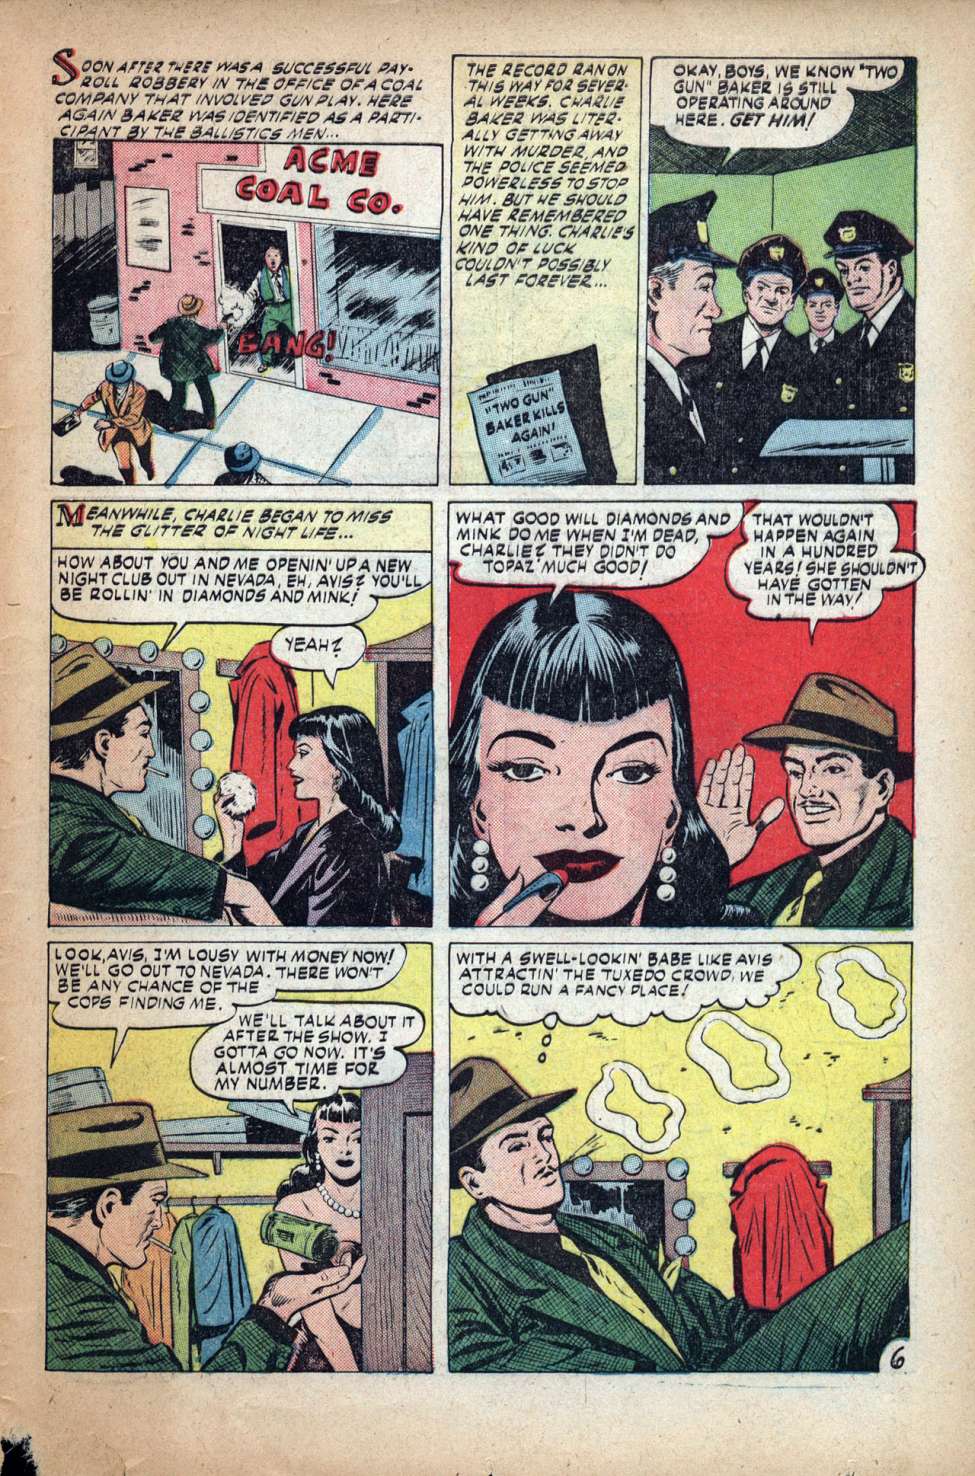 SOON AFTER THERE WAS A SUCCESSFUL PAY-
ROLL ROBBERY IN THE OFFICE OF A COAL
COMPANY THAT INVOLVED GUN PLAY. HERE
AGAIN BAKER WAS IDENTIFIED AS A PARTI-
CIPANT BY THE BALLISTICS MEN...
ACME
COAL CO.
BANG!
THE RECORD RAN ON
THIS WAY FOR SEVER-
AL WEEKS. CHARLIE
BAKER WAS LITER-
ALLY GETTING AWAY
WITH MURDER, AND
THE POLICE SEEMED
POWERLESS TO STOP
HIM. BUT HE SHOULD
HAVE REMEMBERED
ONE THING. CHARLIE'S
KIND OF LUCK
COULDN'T POSSIBLY
LAST FOREVER...
"TWO GUN"
BAKER KILLS
AGAIN!
OKAY, BOYS, WE KNOW "TWO
GUN" BAKER IS STILL
OPERATING AROUND
HERE. GET HIM!
MEANWHILE, CHARLIE BEGAN TO MISS
THE GLITTER OF NIGHT LIFE...
HOW ABOUT YOU AND ME OPENIN' UP A NEW
NIGHT CLUB OUT IN NEVADA, EH, AVIS? YOU'LL
BE ROLLIN' IN DIAMONDS AND MINK!
YEAH?
WHAT GOOD WILL DIAMONDS AND
MINK DO ME WHEN I'M DEAD,
CHARLIE? THEY DIDN'T DO
TOPAZ MUCH GOOD!
THAT WOULDN'T
HAPPEN AGAIN
IN A HUNDRED
YEARS! SHE SHOULDN'T
HAVE GOTTEN
IN THE WAY!
LOOK, AVIS, I'M LOUSY WITH MONEY NOW!
WE'LL GO OUT TO NEVADA. THERE WON'T
BE ANY CHANCE OF THE
COPS FINDING ME.
WE'LL TALK ABOUT IT
AFTER THE SHOW. I
GOTTA GO NOW. IT'S
ALMOST TIME FOR
MY NUMBER.
WITH A SWELL-LOOKIN' BABE LIKE AVIS
ATTRACTIN' THE TUXEDO CROWD, WE
COULD RUN A FANCY PLACE!
6